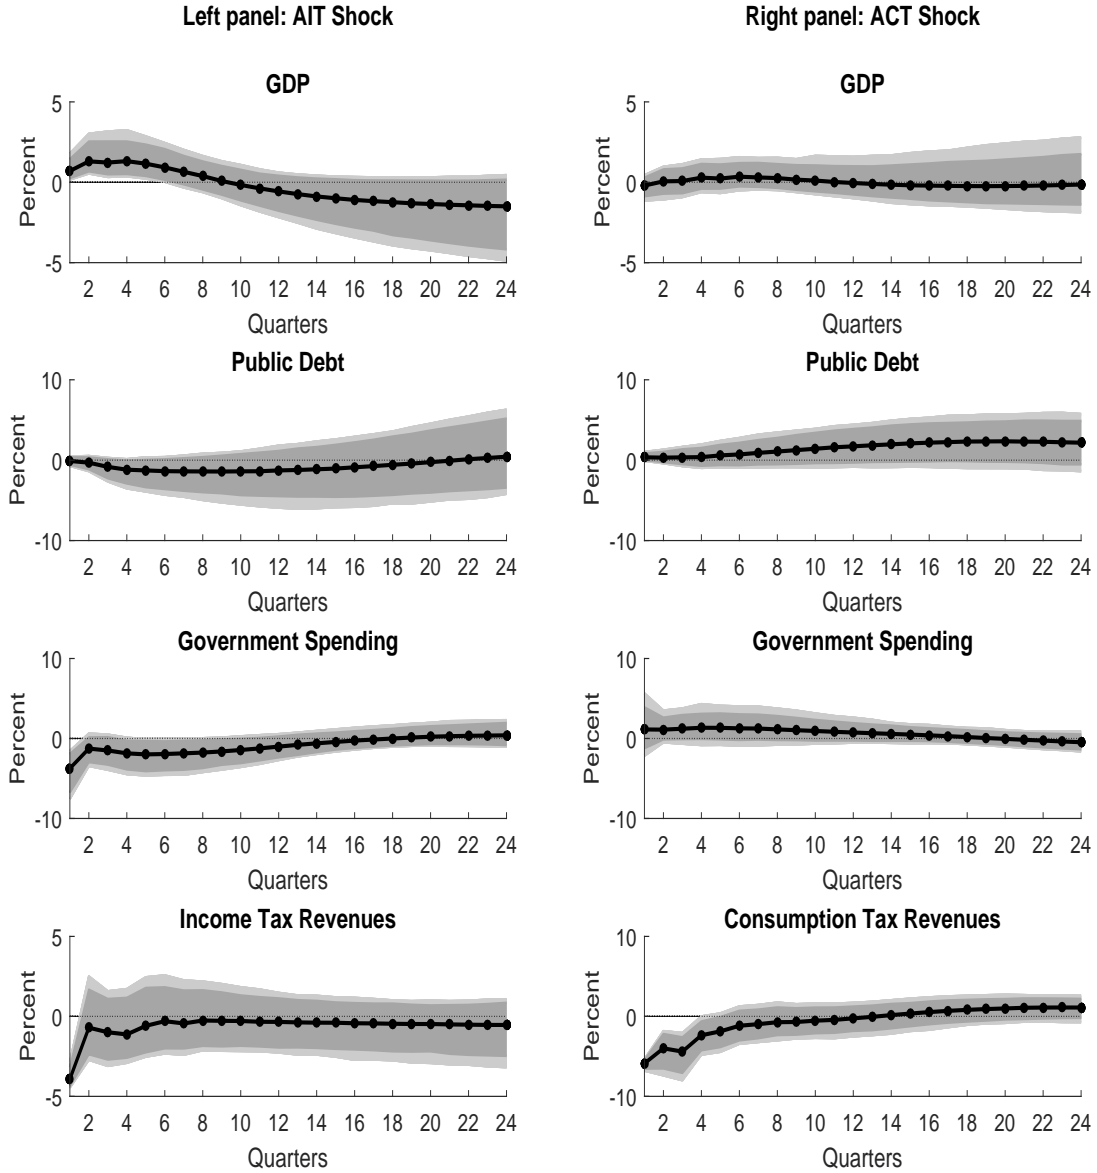 Left panel: AIT Shock
Right panel: ACT Shock
GDP
5
0
-5
Percent
2 4 6 8 10 12 14 16 18 20 22 24
Quarters
GDP
5
0
-5
Percent
2 4 6 8 10 12 14 16 18 20 22 24
Quarters
Public Debt
10
0
-10
Percent
2 4 6 8 10 12 14 16 18 20 22 24
Quarters
Public Debt
10
0
-10
Percent
2 4 6 8 10 12 14 16 18 20 22 24
Quarters
Government Spending
10
0
-10
Percent
2 4 6 8 10 12 14 16 18 20 22 24
Quarters
Government Spending
10
0
-10
Percent
2 4 6 8 10 12 14 16 18 20 22 24
Quarters
Income Tax Revenues
5
0
-5
Percent
2 4 6 8 10 12 14 16 18 20 22 24
Quarters
Consumption Tax Revenues
10
0
-10
Percent
2 4 6 8 10 12 14 16 18 20 22 24
Quarters